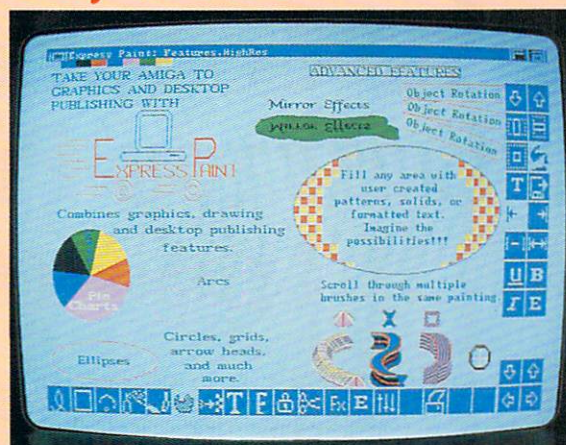 Express Paint: Features.HighRes
TAKE YOUR AMIGA TO
GRAPHICS AND DESKTOP
PUBLISHING WITH
EXPRESS PAINT
Combines graphics, drawing
and desktop publishing
features.
Pie
Charts
Arcs
Ellipses
Circles, grids,
arrow heads,
and much
more.
ADVANCED FEATURES
Mirror Effects
Mirror Effects
Object Rotation
Object Rotation
Object Rotation
Fill any area with
user created
patterns, solids, or
formatted text.
Imagine the
possibilities!!!
Scroll through multiple
brushes in the same painting.
T
U B
I E
T F Fx E